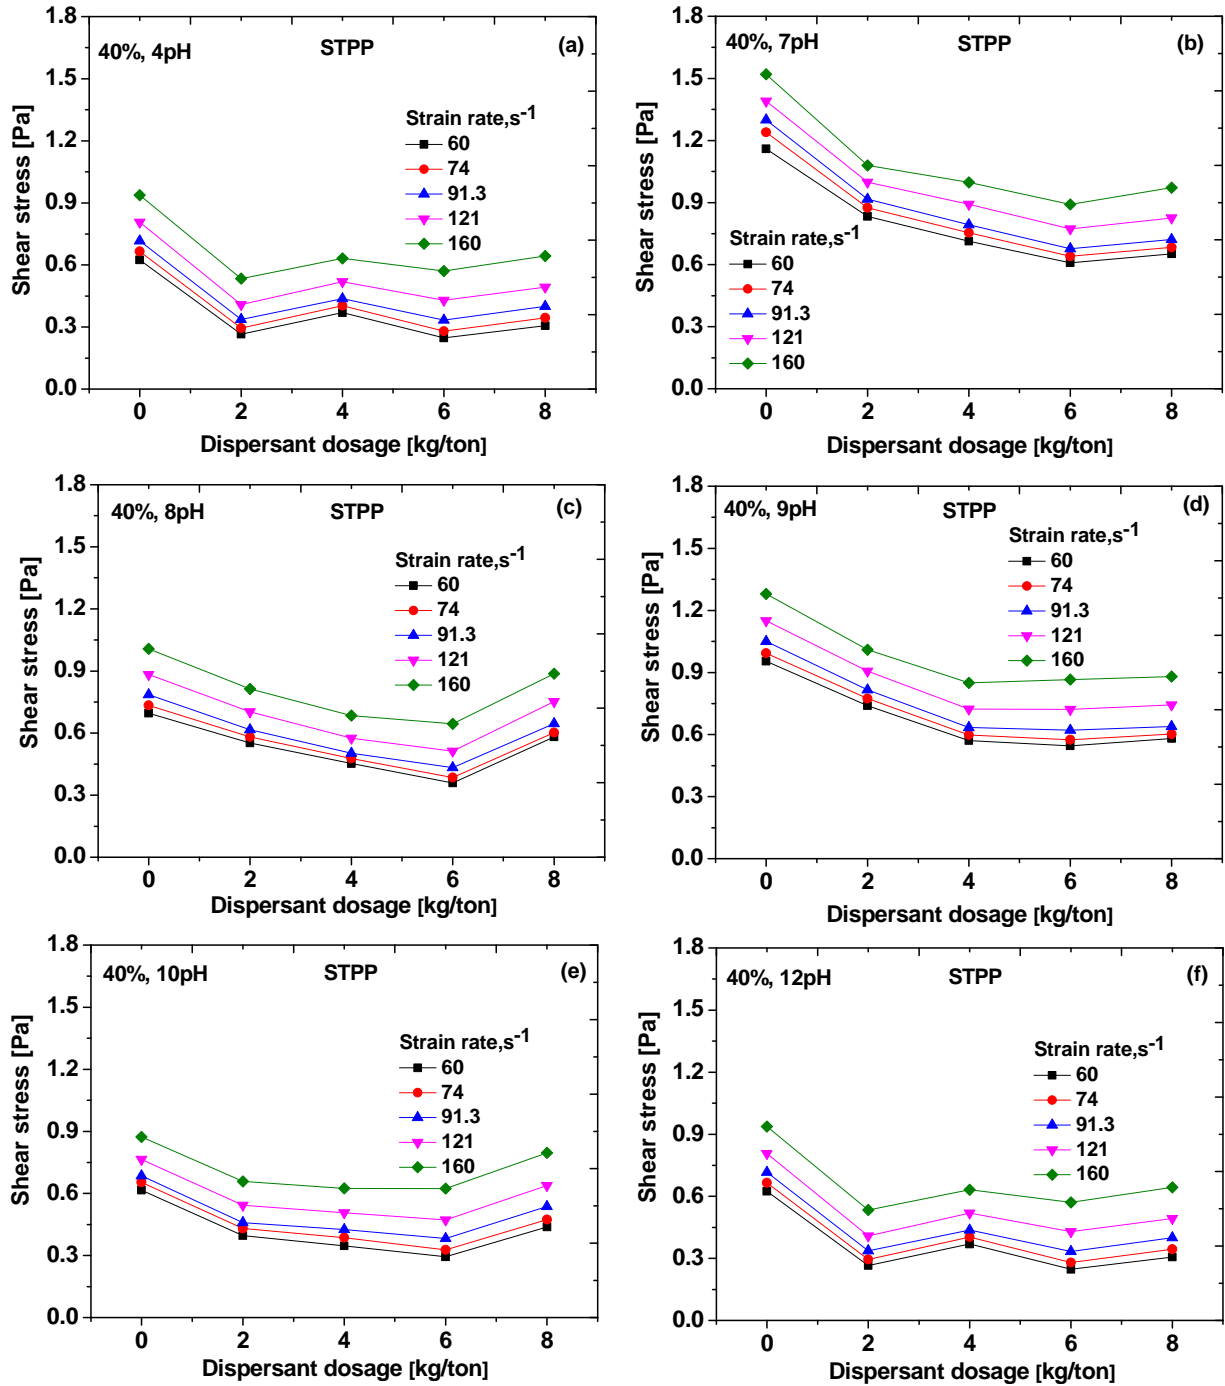 40%, 4pH
STPP
(a)
Strain rate,s-1
60
74
91.3
121
160
1.8
1.5
1.2
0.9
0.6
0.3
0.0
Shear stress [Pa]
0 2 4 6 8
Dispersant dosage [kg/ton]
40%, 7pH
STPP
(b)
Strain rate,s-1
60
74
91.3
121
160
1.8
1.5
1.2
0.9
0.6
0.3
0.0
Shear stress [Pa]
0 2 4 6 8
Dispersant dosage [kg/ton]
40%, 8pH
STPP
(c)
Strain rate,s-1
60
74
91.3
121
160
1.8
1.5
1.2
0.9
0.6
0.3
0.0
Shear stress [Pa]
0 2 4 6 8
Dispersant dosage [kg/ton]
40%, 9pH
STPP
(d)
Strain rate,s-1
60
74
91.3
121
160
1.8
1.5
1.2
0.9
0.6
0.3
0.0
Shear stress [Pa]
0 2 4 6 8
Dispersant dosage [kg/ton]
40%, 10pH
STPP
(e)
Strain rate,s-1
60
74
91.3
121
160
1.8
1.5
1.2
0.9
0.6
0.3
0.0
Shear stress [Pa]
0 2 4 6 8
Dispersant dosage [kg/ton]
40%, 12pH
STPP
(f)
Strain rate,s-1
60
74
91.3
121
160
1.8
1.5
1.2
0.9
0.6
0.3
0.0
Shear stress [Pa]
0 2 4 6 8
Dispersant dosage [kg/ton]